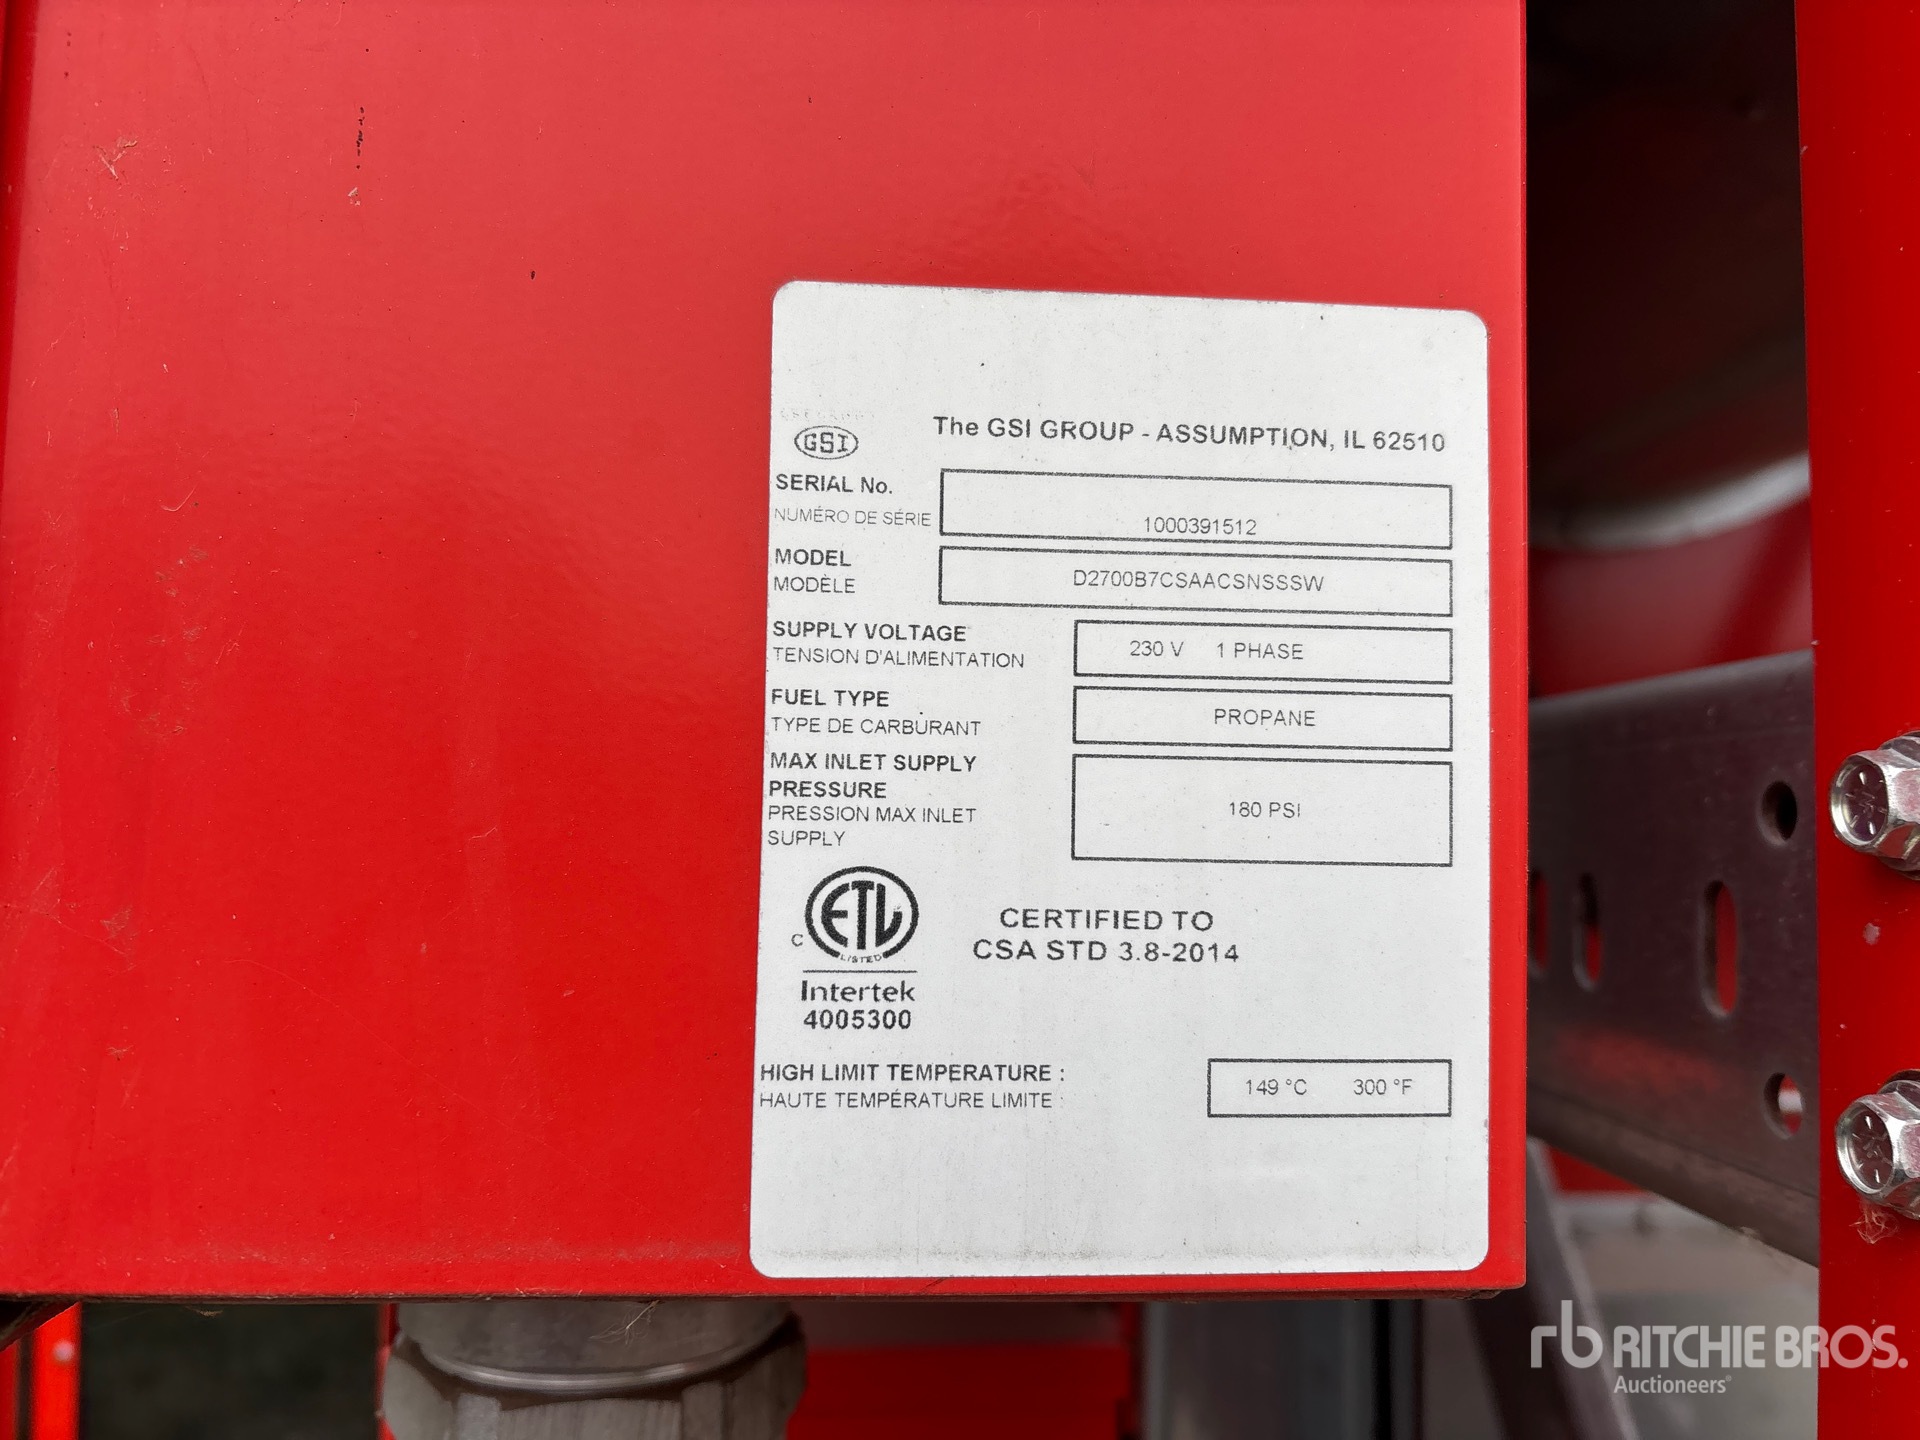 The GSI GROUP - ASSUMPTION, IL 62510
GSI
SERIAL No.
NUMÉRO DE SÉRIE
1000391512
MODEL
MODÈLE
D2700B7CSAACSNSSSW
SUPPLY VOLTAGE
TENSION D'ALIMENTATION
230 V 1 PHASE
FUEL TYPE
TYPE DE CARBURANT
PROPANE
MAX INLET SUPPLY
PRESSURE
PRESSION MAX INLET
SUPPLY
180 PSI
C ETL
LISTED
CERTIFIED TO
CSA STD 3.8-2014
Intertek
4005300
HIGH LIMIT TEMPERATURE :
HAUTE TEMPÉRATURE LIMITE :
149 °C 300 °F
rb RITCHIE BROS.
Auctioneers